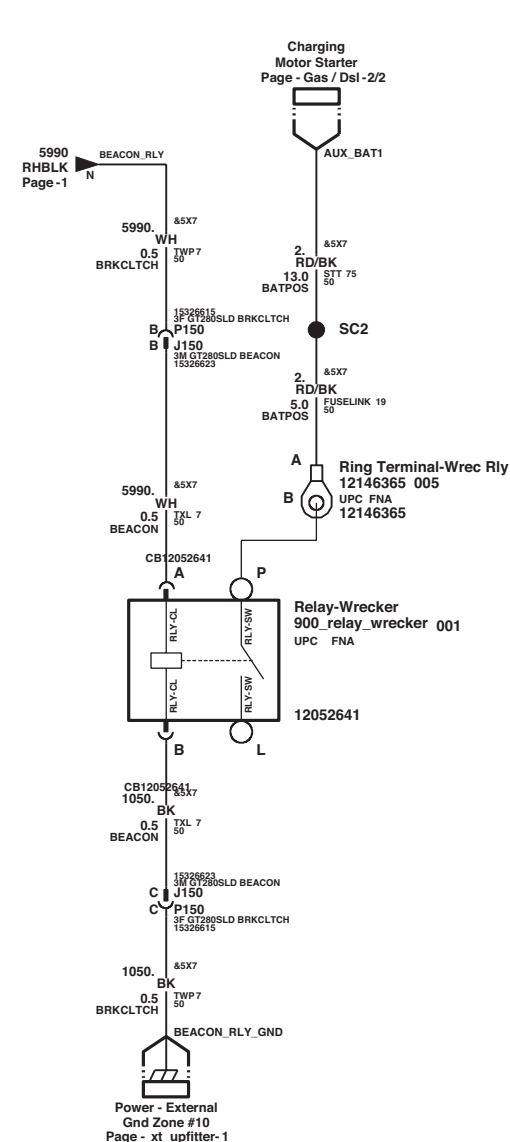 Charging
Motor Starter
Page - Gas / Dsl -2/2
AUX_BAT1
5990
RHBLK
Page -1
N
BEACON_RLY
5990.
&5X7
WH
0.5
TWP 7
50
BRKCLTCH
2.
&5X7
RD/BK
13.0
STT 75
50
BATPOS
15326615
3F GT280SLD BRKCLTCH
B P150
B J150
3M GT280SLD BEACON
15326623
SC2
2.
&5X7
RD/BK
5.0
FUSELINK 19
50
BATPOS
A
B
Ring Terminal-Wrec Rly
12146365 005
UPC FNA
12146365
5990.
&5X7
WH
0.5
TXL 7
50
BEACON
CB12052641
A
P
RLY-CL
RLY-SW
RLY-CL
RLY-SW
Relay-Wrecker
900_relay_wrecker 001
UPC FNA
12052641
B
L
CB12052641
1050.
&5X7
BK
0.5
TXL 7
50
BEACON
15326623
3M GT280SLD BEACON
C J150
C P150
3F GT280SLD BRKCLTCH
15326615
1050.
&5X7
BK
0.5
TWP 7
50
BRKCLTCH
BEACON_RLY_GND
Power - External
Gnd Zone #10
Page - xt_upfitter- 1